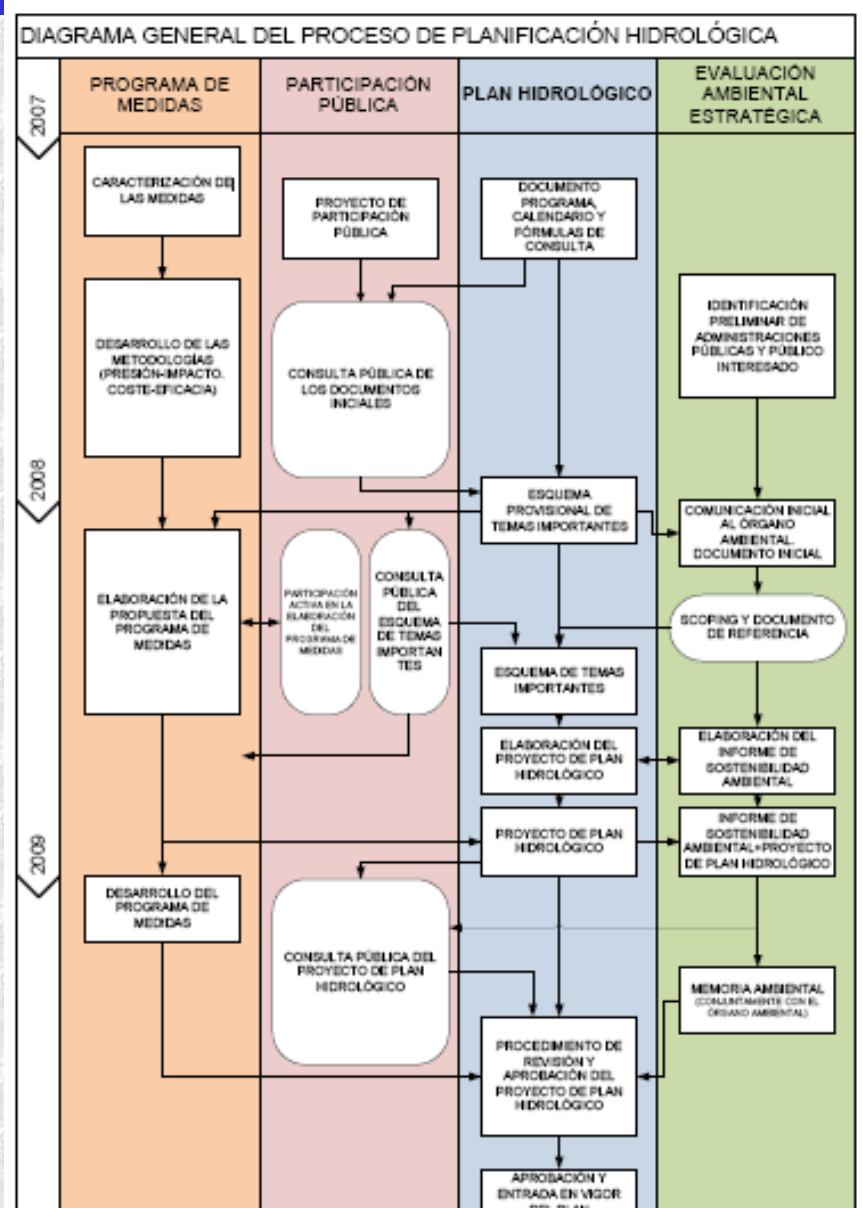 DIAGRAMA GENERAL DEL PROCESO DE PLANIFICACIÓN HIDROLÓGICA
2007
PROGRAMA DE
MEDIDAS
PARTICIPACIÓN
PÚBLICA
PLAN HIDROLÓGICO
EVALUACIÓN
AMBIENTAL
ESTRATÉGICA
CARACTERIZACIÓN DE
LAS MEDIDAS
PROYECTO DE
PARTICIPACIÓN
PÚBLICA
DOCUMENTO
PROGRAMA,
CALENDARIO Y
FÓRMULAS DE
CONSULTA
DESARROLLO DE LAS
METODOLOGÍAS
(PRESIÓN-IMPACTO.
COSTE-EFICACIA)
CONSULTA PÚBLICA DE
LOS DOCUMENTOS
INICIALES
IDENTIFICACIÓN
PRELIMINAR DE
ADMINISTRACIONES
PÚBLICAS Y PÚBLICO
INTERESADO
2008
ESQUEMA
PROVISIONAL DE
TEMAS IMPORTANTES
COMUNICACIÓN INICIAL
AL ÓRGANO
AMBIENTAL.
DOCUMENTO INICIAL
ELABORACIÓN DE LA
PROPUESTA DEL
PROGRAMA DE
MEDIDAS
PARTICIPACIÓN
ACTIVA EN LA
ELABORACIÓN
DEL
PROGRAMA DE
MEDIDAS
CONSULTA
PÚBLICA
DEL
ESQUEMA
DE TEMAS
IMPORTAN
TES
SCOPING Y DOCUMENTO
DE REFERENCIA
ESQUEMA DE TEMAS
IMPORTANTES
ELABORACIÓN DEL
PROYECTO DE PLAN
HIDROLÓGICO
ELABORACIÓN DEL
INFORME DE
SOSTENIBILIDAD
AMBIENTAL
2009
PROYECTO DE PLAN
HIDROLÓGICO
INFORME DE
SOSTENIBILIDAD
AMBIENTAL+PROYECTO
DE PLAN HIDROLÓGICO
DESARROLLO DEL
PROGRAMA DE
MEDIDAS
CONSULTA PÚBLICA DEL
PROYECTO DE PLAN
HIDROLÓGICO
MEMORIA AMBIENTAL
(CONJUNTAMENTE CON EL
ÓRGANO AMBIENTAL)
PROCEDIMIENTO DE
REVISIÓN Y
APROBACIÓN DEL
PROYECTO DE PLAN
HIDROLÓGICO
APROBACIÓN Y
ENTRADA EN VIGOR
DEL PLAN